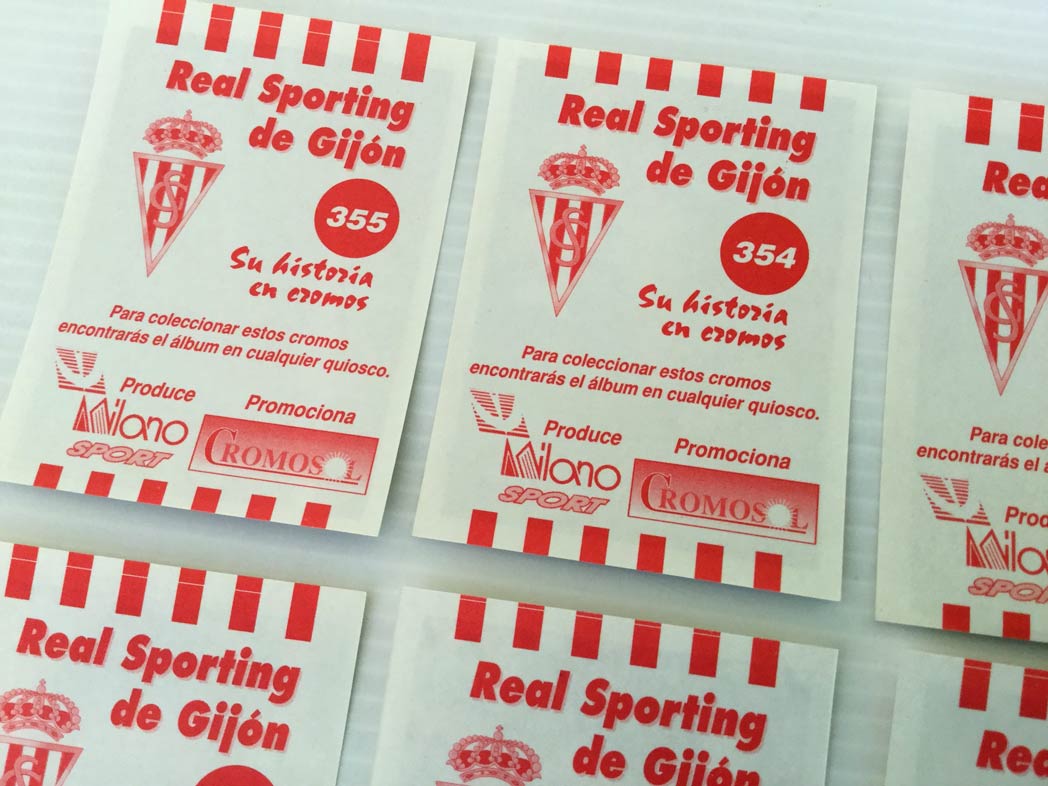 Real Sporting
de Gijón
355
Su historia
en cromos
Para coleccionar estos cromos
encontrarás el álbum en cualquier quiosco.
Produce
Milano
SPORT
Promociona
CROMOSOL
Real Sporting
de Gijón
354
Su historia
en cromos
Para coleccionar estos cromos
encontrarás el álbum en cualquier quiosco.
Produce
Milano
SPORT
Promociona
CROMOSOL
Real Sporting
de Gijón
Real Sporting
de Gijón